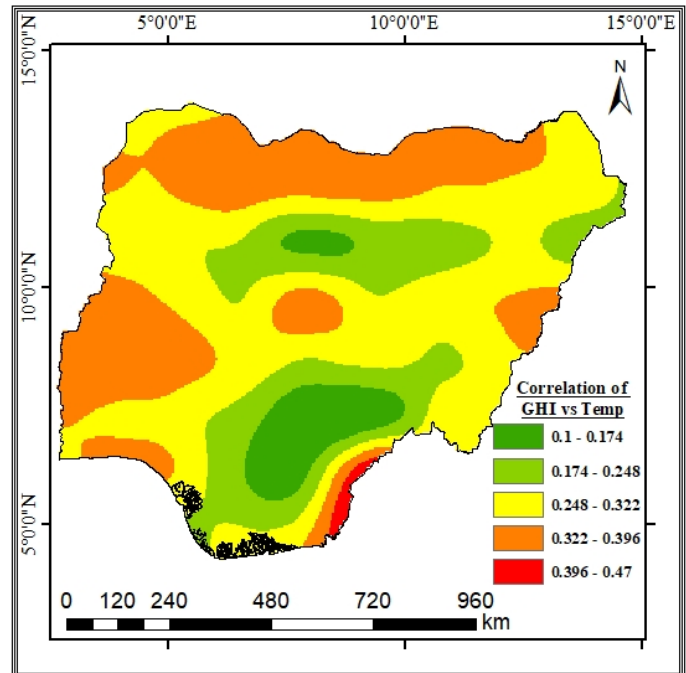 5°0'0"E 10°0'0"E 15°0'0"E
15°0'0"N
N
10°0'0"N
Correlation of
GHI vs Temp
0.1 - 0.174
0.174 - 0.248
0.248 - 0.322
5°0'0"N
0.322 - 0.396
0.396 - 0.47
0 120 240 480 720 960
km